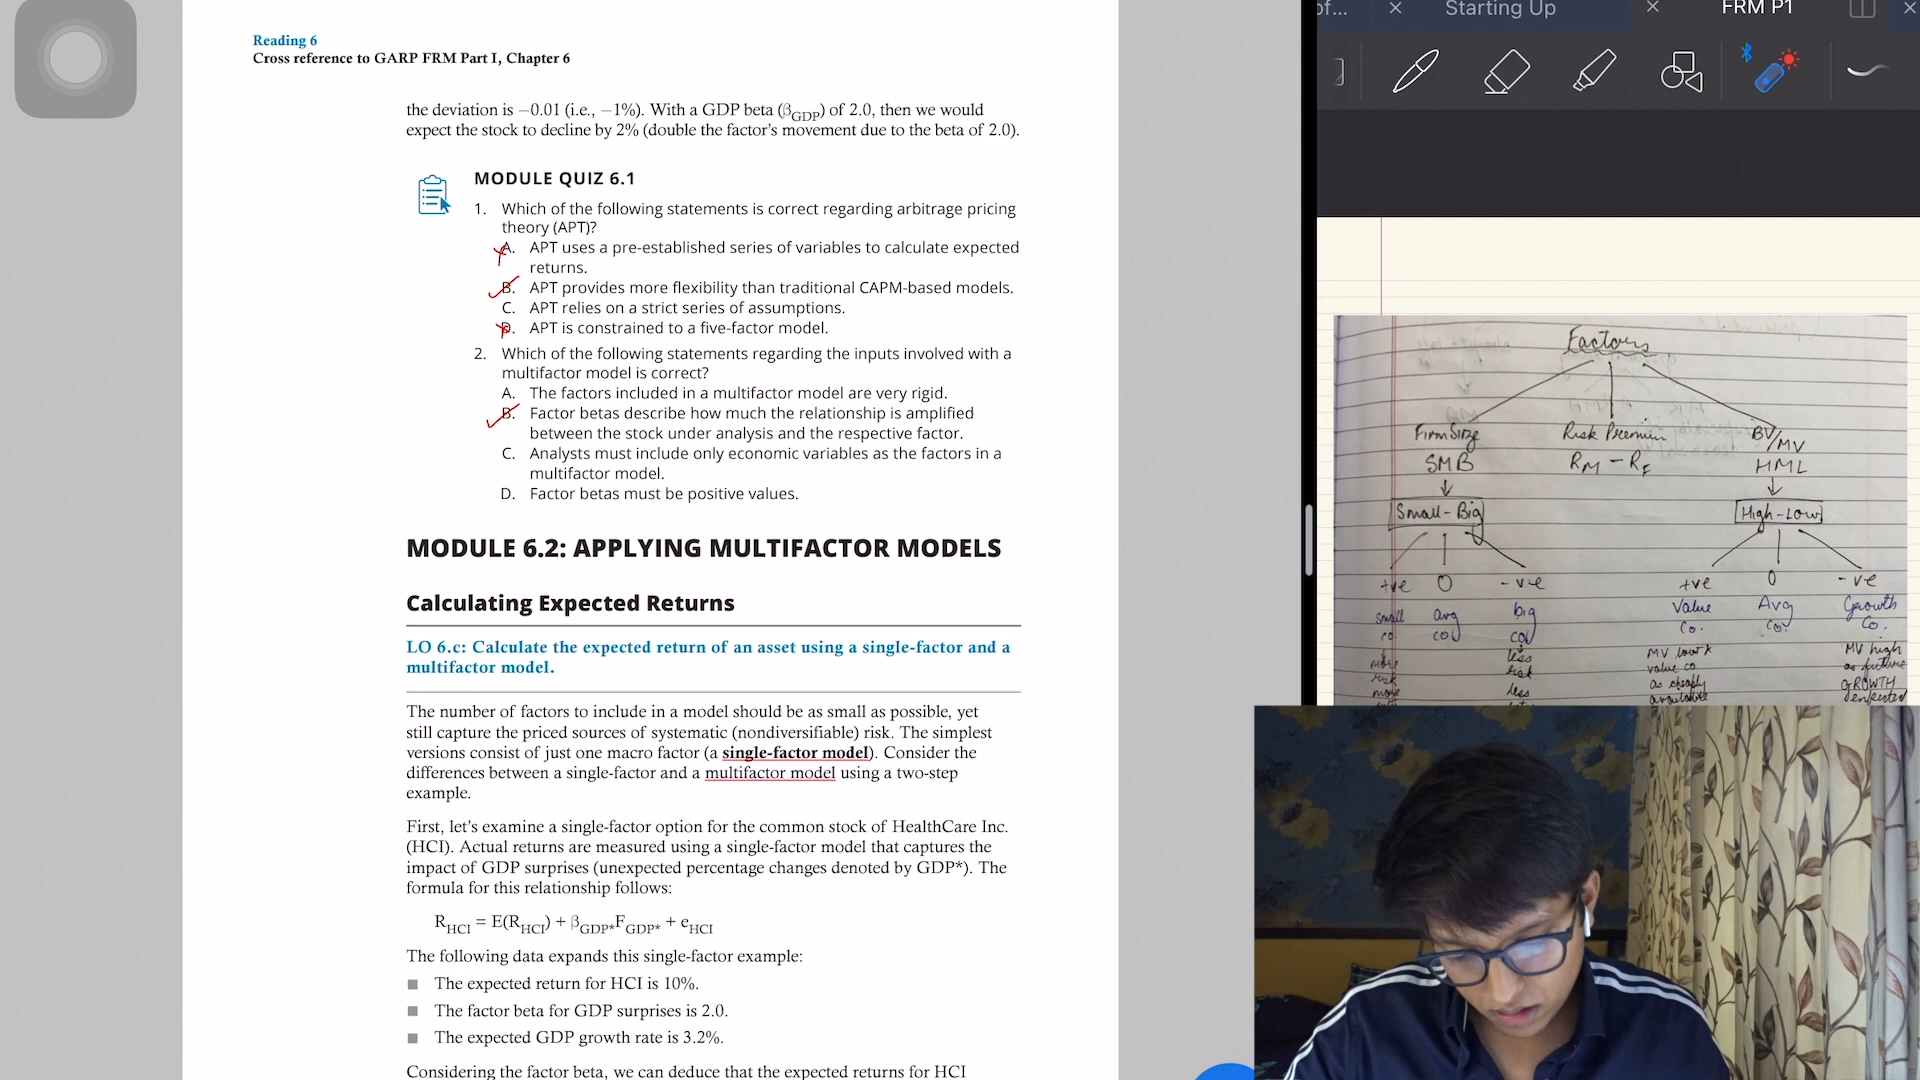 Reading 6
Cross reference to GARP FRM Part I, Chapter 6
the deviation is −0.01 (i.e., −1%). With a GDP beta (βGDP) of 2.0, then we would
expect the stock to decline by 2% (double the factor's movement due to the beta of 2.0).
MODULE QUIZ 6.1
1. Which of the following statements is correct regarding arbitrage pricing
theory (APT)?
A. APT uses a pre-established series of variables to calculate expected
returns.
B. APT provides more flexibility than traditional CAPM-based models.
C. APT relies on a strict series of assumptions.
D. APT is constrained to a five-factor model.
2. Which of the following statements regarding the inputs involved with a
multifactor model is correct?
A. The factors included in a multifactor model are very rigid.
B. Factor betas describe how much the relationship is amplified
between the stock under analysis and the respective factor.
C. Analysts must include only economic variables as the factors in a
multifactor model.
D. Factor betas must be positive values.
MODULE 6.2: APPLYING MULTIFACTOR MODELS
Calculating Expected Returns
LO 6.c: Calculate the expected return of an asset using a single-factor and a
multifactor model.
The number of factors to include in a model should be as small as possible, yet
still capture the priced sources of systematic (nondiversifiable) risk. The simplest
versions consist of just one macro factor (a single-factor model). Consider the
differences between a single-factor and a multifactor model using a two-step
example.
First, let's examine a single-factor option for the common stock of HealthCare Inc.
(HCI). Actual returns are measured using a single-factor model that captures the
impact of GDP surprises (unexpected percentage changes denoted by GDP*). The
formula for this relationship follows:
RHCI = E(RHCI) + βGDP*FGDP* + eHCI
The following data expands this single-factor example:
■ The expected return for HCI is 10%.
■ The factor beta for GDP surprises is 2.0.
■ The expected GDP growth rate is 3.2%.
Considering the factor beta, we can deduce that the expected returns for HCI
of...
Starting Up
FRM P1
Factors
Firm Size Risk Premium BV/MV
SMB RM − RF HML
Small - Big High - Low
+ve 0 - ve +ve 0 - ve
small avg big Value Avg Growth
co. co. co. co.
less MV low MV high
risk value co
more less as cheaply GROWTH
available expected